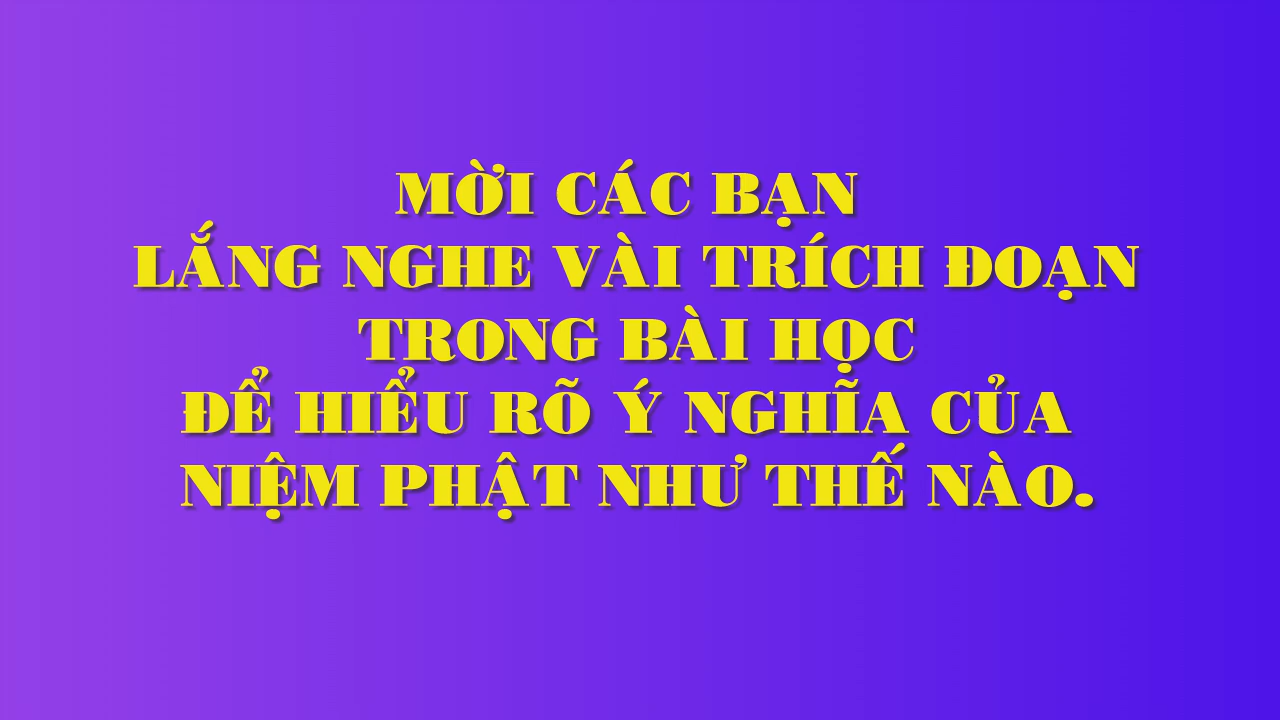 MỜI CÁC BẠN
LẮNG NGHE VÀI TRÍCH ĐOẠN
TRONG BÀI HỌC
ĐỂ HIỂU RÕ Ý NGHĨA CỦA
NIỆM PHẬT NHƯ THẾ NÀO.